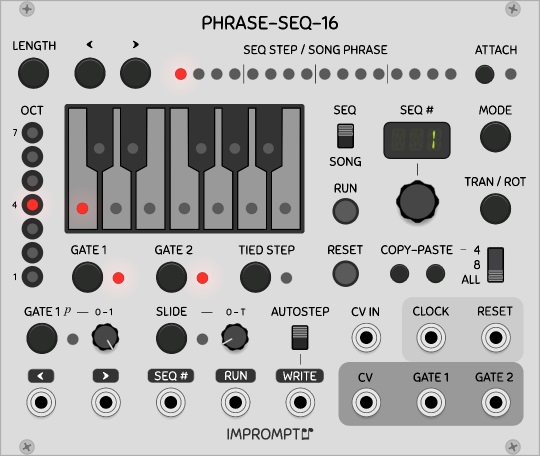 PHRASE-SEQ-16
LENGTH < > SEQ STEP / SONG PHRASE ATTACH
OCT SEQ SEQ # MODE
7
1
SONG
RUN TRAN / ROT
4
GATE 1 GATE 2 TIED STEP RESET COPY-PASTE – 4
8
1 ALL
GATE 1 p — 0-1 SLIDE — 0-T AUTOSTEP CV IN CLOCK RESET
< > SEQ # RUN WRITE CV GATE 1 GATE 2
IMPROMPTU